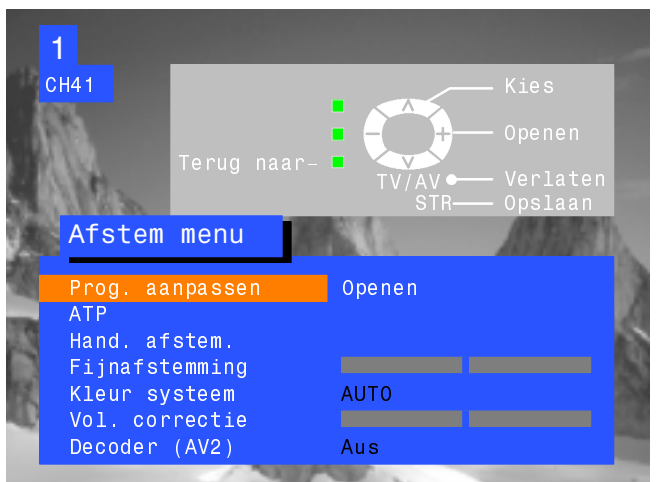 1
CH41
Kies
Openen
Terug naar
TV/AV Verlaten
STR Opslaan
Afstem menu
Prog. aanpassen Openen
ATP
Hand. afstem.
Fijnafstemming
Kleur systeem AUTO
Vol. correctie
Decoder (AV2) Aus